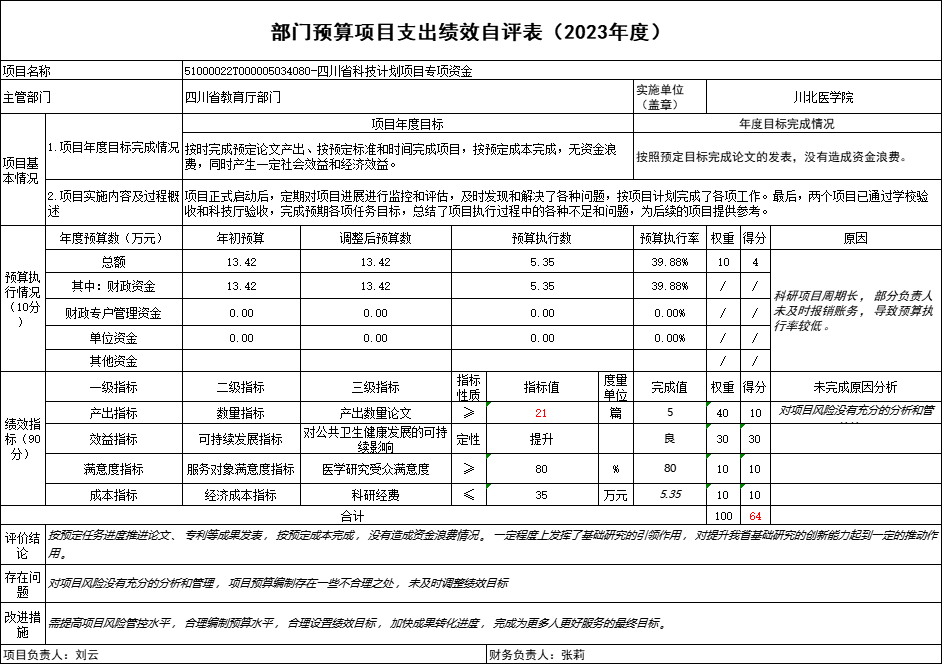 部门预算项目支出绩效自评表（2023年度）
项目名称 51000022T000005034080-四川省科技计划项目专项资金
主管部门 四川省教育厅部门 实施单位（盖章） 川北医学院
项目基本情况 1.项目年度目标完成情况 项目年度目标 年度目标完成情况
按时完成预定论文产出、按预定标准和时间完成项目，按预定成本完成，无资金浪
费，同时产生一定社会效益和经济效益。
按照预定目标完成论文的发表，没有造成资金浪费。
2.项目实施内容及过程概述
项目正式启动后，定期对项目进展进行监控和评估，及时发现和解决了各种问题，按项目计划完成了各项工作。最后，两个项目已通过学校验
收和科技厅验收，完成预期各项任务目标，总结了项目执行过程中的各种不足和问题，为后续的项目提供参考。
预算执行情况（10分） 年度预算数（万元） 年初预算 调整后预算数 预算执行数 预算执行率 权重 得分 原因
总额 13.42 13.42 5.35 39.88% 10 4
其中：财政资金 13.42 13.42 5.35 39.88% / /
财政专户管理资金 0.00 0.00 0.00 0.00% / /
单位资金 0.00 0.00 0.00 0.00% / /
其他资金 / /
科研项目周期长，部分负责人
未及时报销账务，导致预算执
行率较低。
绩效指标（90分） 一级指标 二级指标 三级指标 指标性质 指标值 度量单位 完成值 权重 得分 未完成原因分析
产出指标 数量指标 产出数量论文 ≥ 21 篇 5 40 10 对项目风险没有充分的分析和管
效益指标 可持续发展指标 对公共卫生健康发展的可持续影响 定性 提升 良 30 30
满意度指标 服务对象满意度指标 医学研究受众满意度 ≥ 80 % 80 10 10
成本指标 经济成本指标 科研经费 ≤ 35 万元 5.35 10 10
合计 100 64
评价结论 按预定任务进度推进论文、专利等成果发表，按预定成本完成，没有造成资金浪费情况。一定程度上发挥了基础研究的引领作用，对提升我省基础研究的创新能力起到一定的推动作
用。
存在问题 对项目风险没有充分的分析和管理，项目预算编制存在一些不合理之处，未及时调整绩效目标
改进措施 需提高项目风险管控水平，合理编制预算水平，合理设置绩效目标，加快成果转化进度，完成为更多人更好服务的最终目标。
项目负责人：刘云 财务负责人：张莉